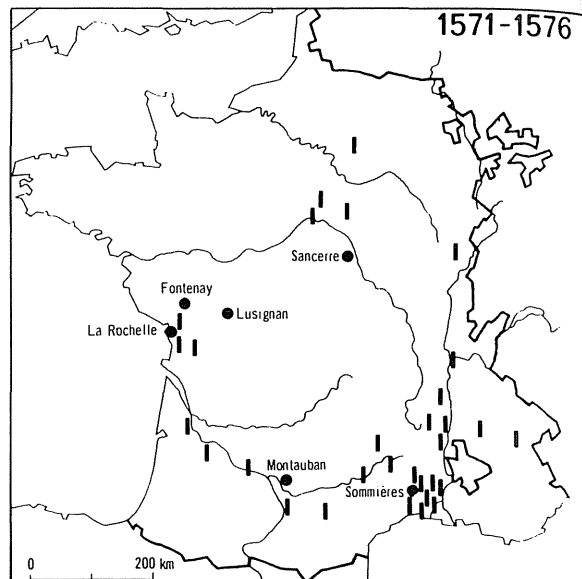 1571-1576
Sancerre
Fontenay
Lusignan
La Rochelle
Montauban
Sommières
0 200 km